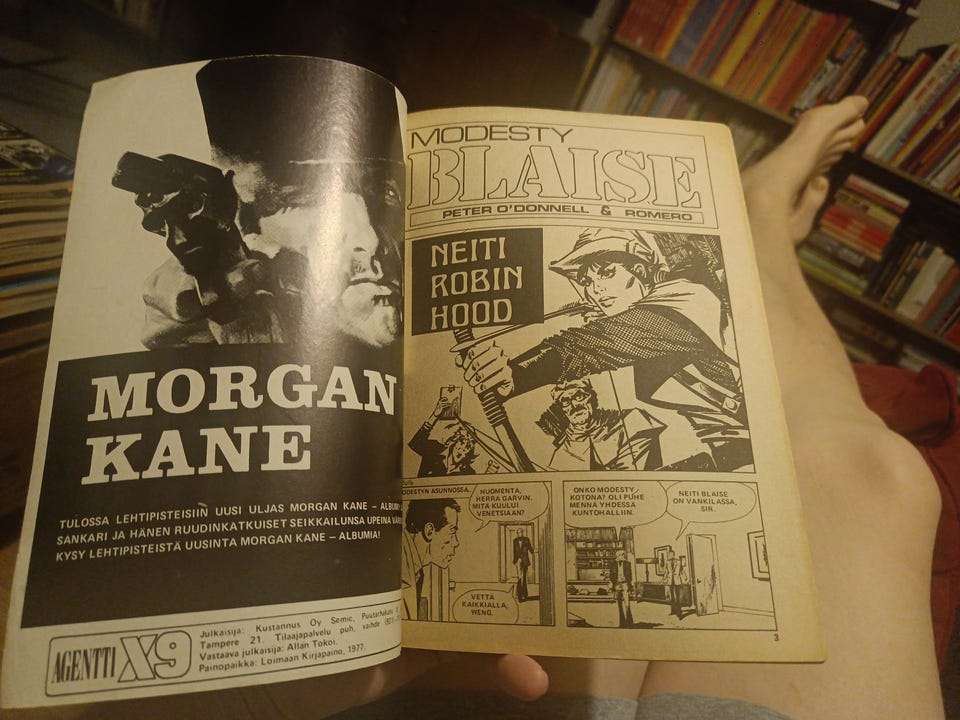 MORGAN
KANE
TULOSSA LEHTIPISTEISIIN UUSI ULJAS MORGAN KANE –
SANKARI JA HÄNEN RUUDINKATKUISET SEIKKAILUNSA UPEINA
KYSY LEHTIPISTEISTÄ UUSINTA MORGAN KANE – ALBUMIA!
AGENTTI X9
Julkaisija: Kustannus Oy Semic, Puutarhakatu
Tampere 21. Tilaajapalvelu puh. vaihde
Vastaava julkaisija: Allan Tokoi.
Painopaikka: Loimaan Kirjapaino, 1977.
MODESTY
BLAISE
PETER O'DONNELL & ROMERO
NEITI
ROBIN
HOOD
ASUNNOSSA.
HUOMENTA,
HERRA GARVIN.
MITÄ KUULUI
VENETSIAAN?
VETTÄ
KAIKKIALLA,
WENG.
ONKO MODESTY
KOTONA? OLI PUHE
MENNÄ YHDESSÄ
KUNTOHALLIIN.
NEITI BLAISE
ON VANKILASSA,
SIR.
3